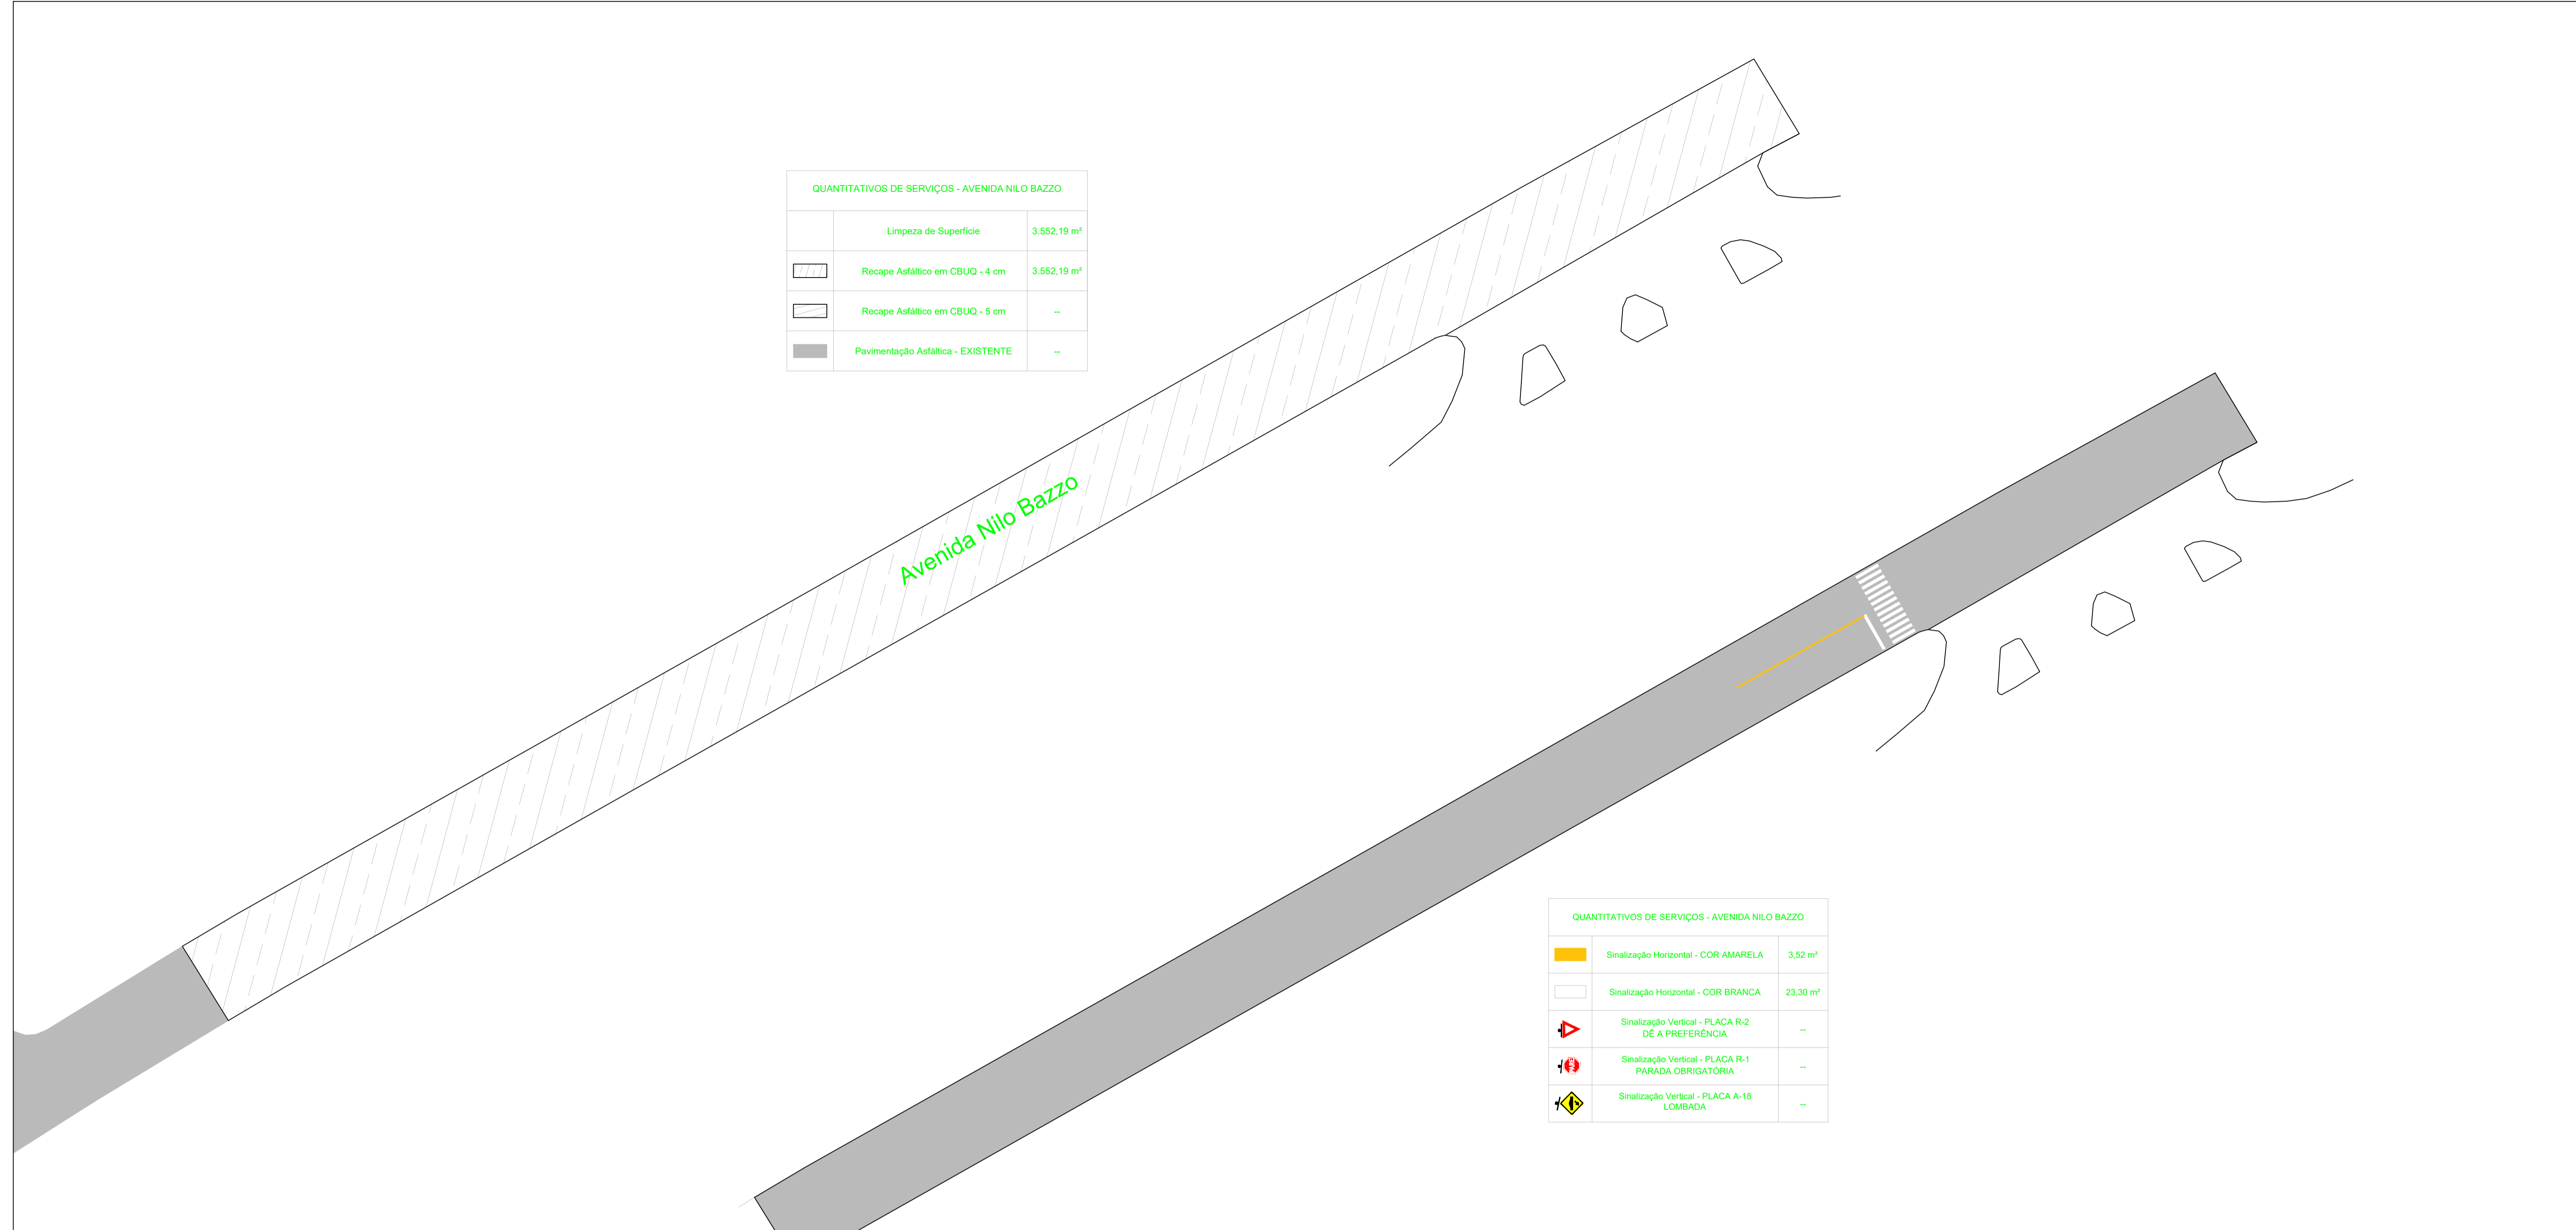 QUANTITATIVOS DE SERVIÇOS - AVENIDA NILO BAZZO
Limpeza de Superfície 3.552,19 m²
Recape Asfáltico em CBUQ - 4 cm 3.552,19 m²
Recape Asfáltico em CBUQ - 5 cm --
Pavimentação Asfáltica - EXISTENTE --
Avenida Nilo Bazzo
QUANTITATIVOS DE SERVIÇOS - AVENIDA NILO BAZZO
Sinalização Horizontal - COR AMARELA 3,52 m²
Sinalização Horizontal - COR BRANCA 23,30 m²
Sinalização Vertical - PLACA R-2
DÊ A PREFERÊNCIA --
Sinalização Vertical - PLACA R-1
PARADA OBRIGATÓRIA --
Sinalização Vertical - PLACA A-18
LOMBADA --